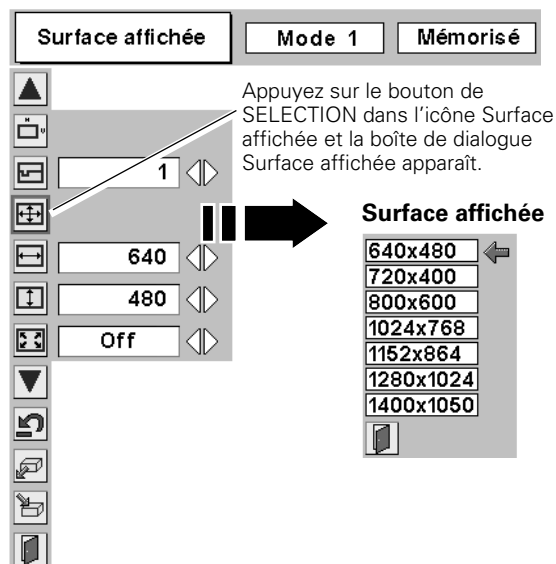 Surface affichée
Mode 1
Mémorisé
Appuyez sur le bouton de
SELECTION dans l'icône Surface
affichée et la boîte de dialogue
Surface affichée apparaît.
H
V
1
640
480
Off
Surface affichée
640x480
720x400
800x600
1024x768
1152x864
1280x1024
1400x1050